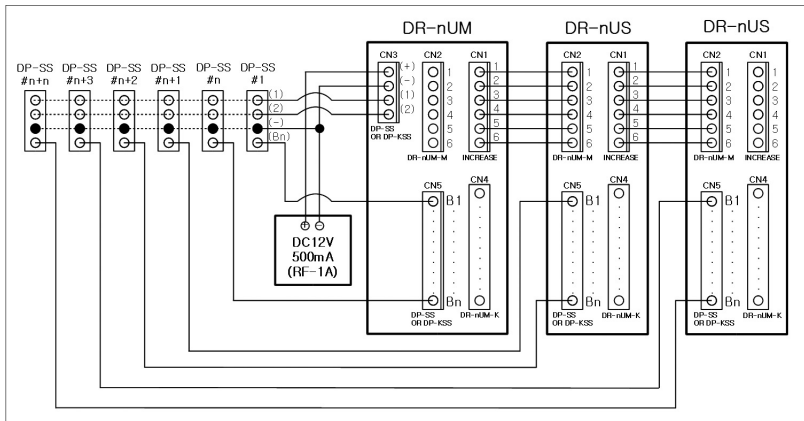 DR-nUM DR-nUS DR-nUS
DP-SS DP-SS DP-SS DP-SS DP-SS DP-SS
#n+n #n+3 #n+2 #n+1 #n #1
CN3 CN2 CN1 CN2 CN1 CN2 CN1
(+) 1 1 1 1 1
(-) 2 2 2 2 2
(1) (1) 3 3 3 3 3
(2) (2) 4 4 4 4 4
(-) 5 5 5 5 5
(Bn) 6 6 6 6 6
DP-SS
OR DP-KSS
DR-nUM-M INCREASE DR-nUM-M INCREASE DR-nUM-M INCREASE
CN5 CN4 CN5 CN4 CN5 CN4
B1 B1 B1
⊕ ⊖
DC12V
500mA
(RF-1A)
Bn Bn Bn
DP-SS DR-nUM-K DP-SS DR-nUM-K DP-SS DR-nUM-K
OR DP-KSS OR DP-KSS OR DP-KSS